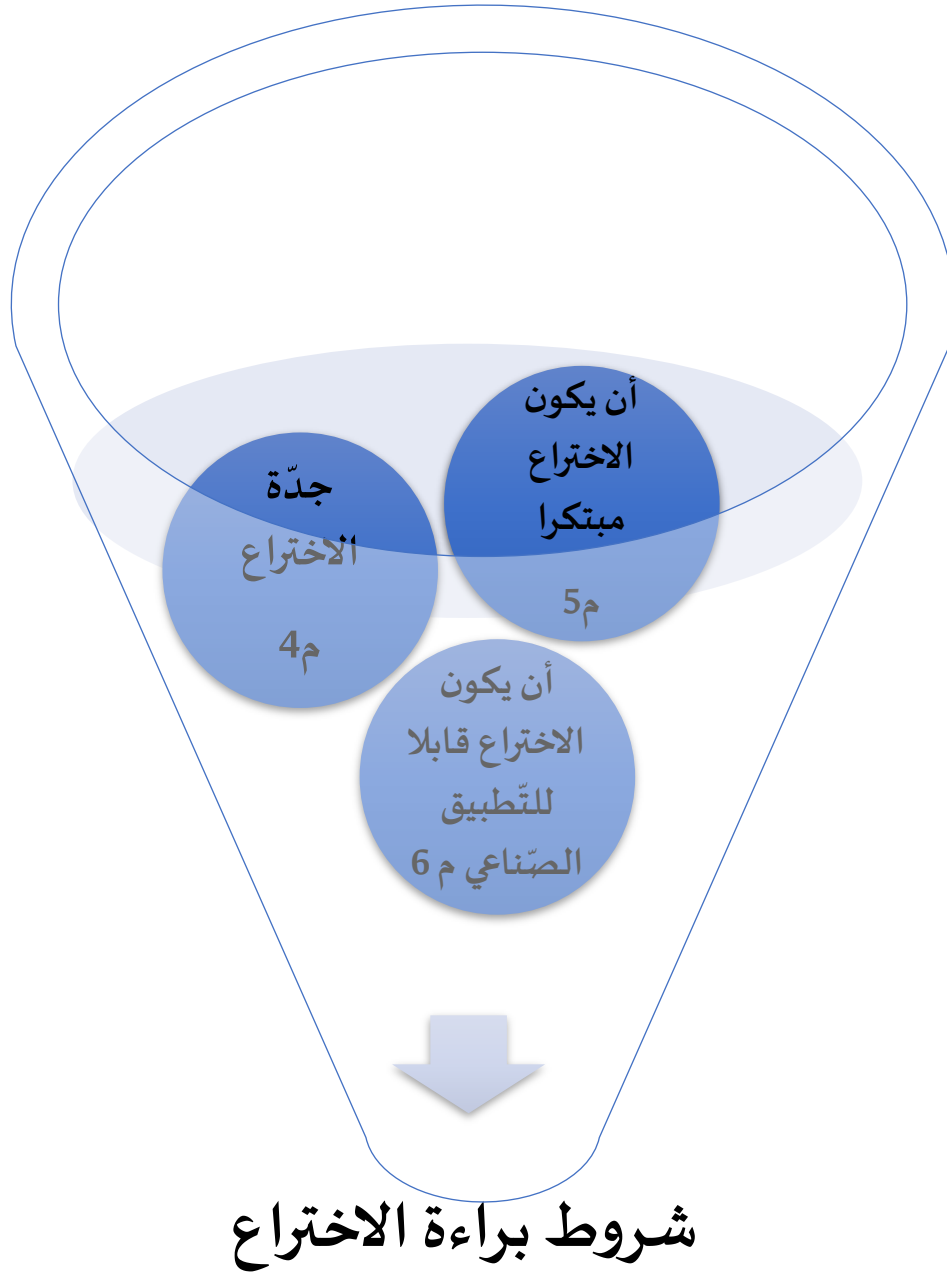 أن يكون
الاختراع
مبتكرا
م5
جدّة
الاختراع
م4
أن يكون
الاختراع قابلا
للتّطبيق
الصّناعي م 6
شروط براءة الاختراع